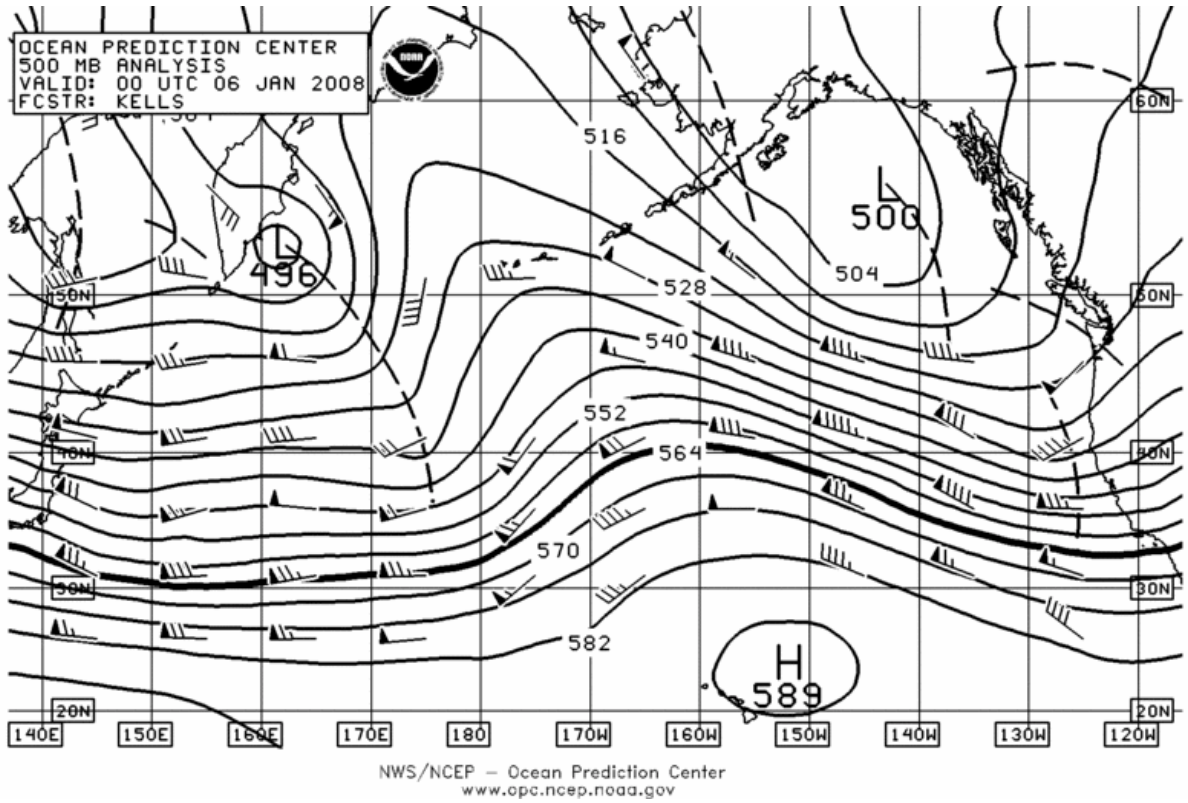 OCEAN PREDICTION CENTER
500 MB ANALYSIS
VALID: 00 UTC 06 JAN 2008
FCSTR: KELLS
NOAA
60N
60N
516
L
500
L
496
504
50N
528
50N
540
552
40N
564
40N
570
30N
30N
582
H
589
20N
20N
140E 150E 160E 170E 180 170W 160W 150W 140W 130W 120W
NWS/NCEP – Ocean Prediction Center
www.opc.ncep.noaa.gov